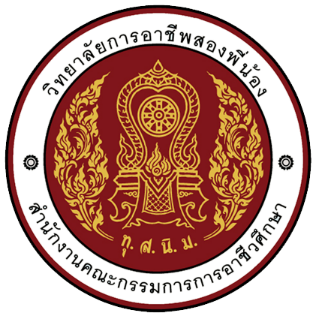 วิทยาลัยการอาชีพสองพี่น้อง
ทุ. ส. นิ. ม.
สำนักงานคณะกรรมการการอาชีวศึกษา